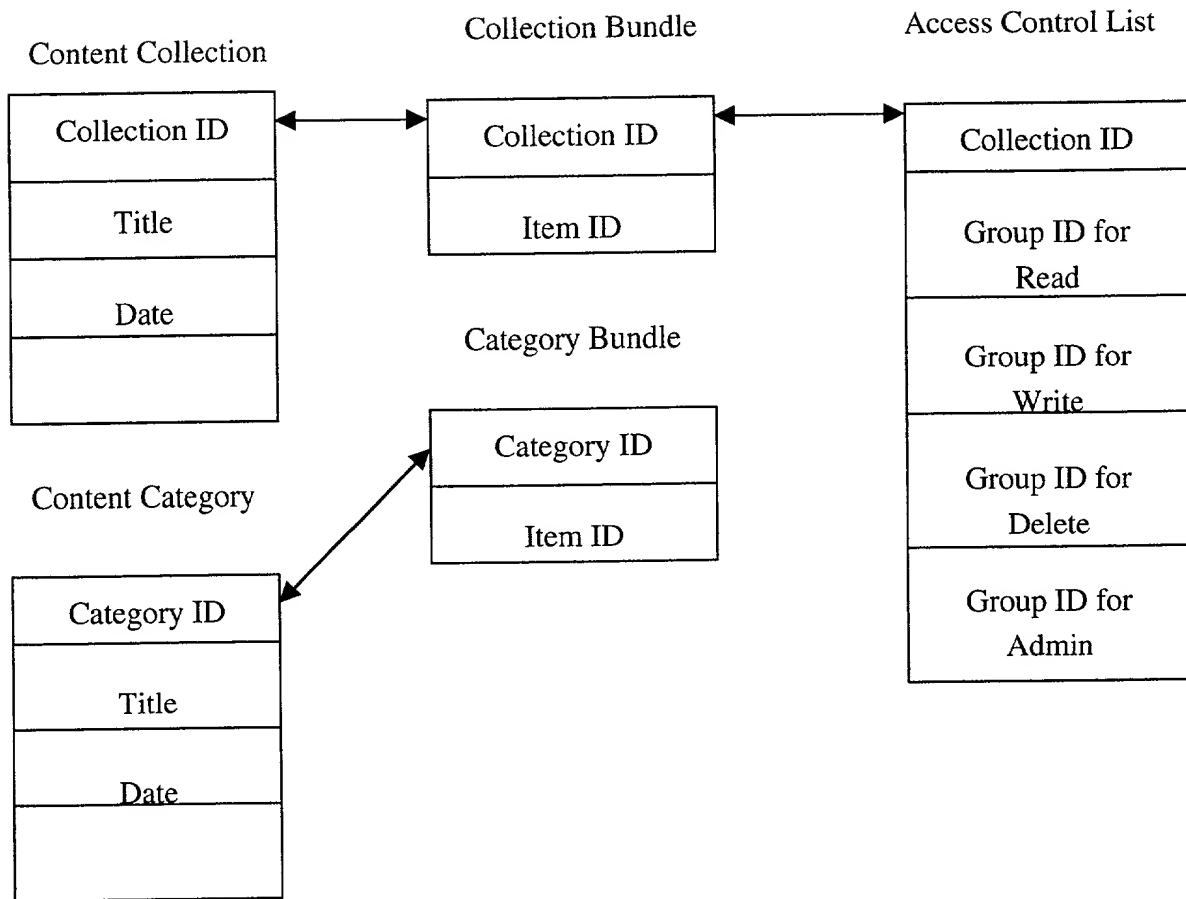 Content Collection
Collection ID
Title
Date
Collection Bundle
Collection ID
Item ID
Access Control List
Collection ID
Group ID for
Read
Group ID for
Write
Group ID for
Delete
Group ID for
Admin
Category Bundle
Category ID
Item ID
Content Category
Category ID
Title
Date